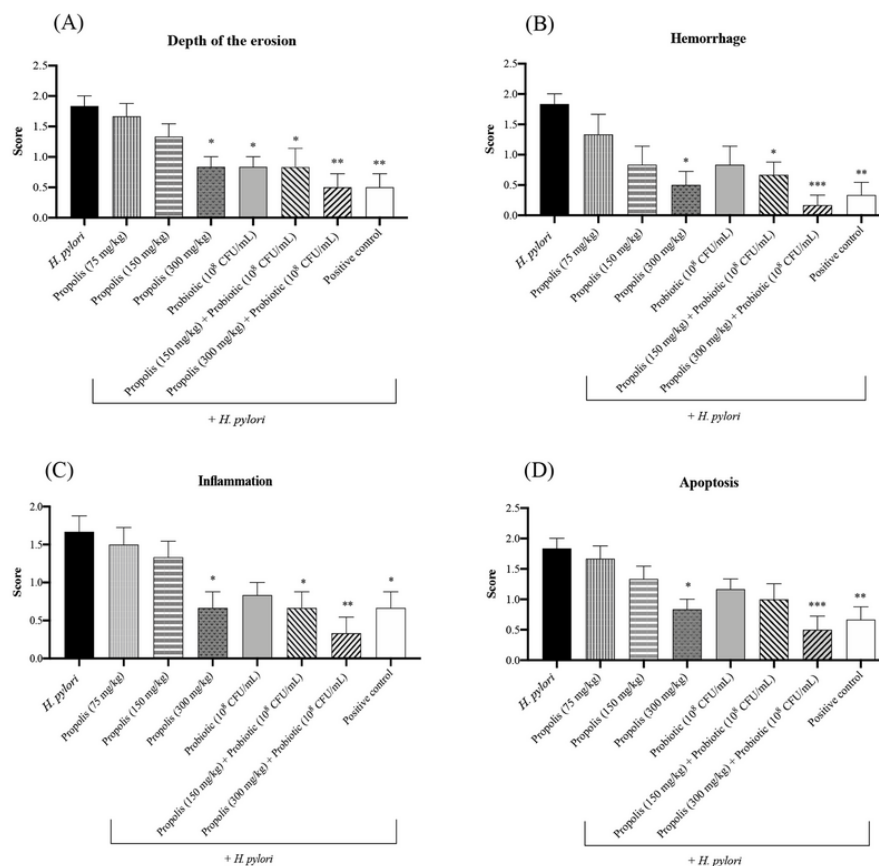 (A)
Depth of the erosion
2.5
2.0
1.5
1.0
0.5
0.0
Score
*
*
*
**
**
H. pylori
Propolis (75 mg/kg)
Propolis (150 mg/kg)
Propolis (300 mg/kg)
Probiotic (10⁸ CFU/mL)
Propolis (150 mg/kg) + Probiotic (10⁸ CFU/mL)
Propolis (300 mg/kg) + Probiotic (10⁸ CFU/mL)
Positive control
+ H. pylori
(B)
Hemorrhage
2.5
2.0
1.5
1.0
0.5
0.0
Score
*
*
***
**
H. pylori
Propolis (75 mg/kg)
Propolis (150 mg/kg)
Propolis (300 mg/kg)
Probiotic (10⁸ CFU/mL)
Propolis (150 mg/kg) + Probiotic (10⁸ CFU/mL)
Propolis (300 mg/kg) + Probiotic (10⁸ CFU/mL)
Positive control
+ H. pylori
(C)
Inflammation
2.0
1.5
1.0
0.5
0.0
Score
*
*
**
*
H. pylori
Propolis (75 mg/kg)
Propolis (150 mg/kg)
Propolis (300 mg/kg)
Probiotic (10⁸ CFU/mL)
Propolis (150 mg/kg) + Probiotic (10⁸ CFU/mL)
Propolis (300 mg/kg) + Probiotic (10⁸ CFU/mL)
Positive control
+ H. pylori
(D)
Apoptosis
2.5
2.0
1.5
1.0
0.5
0.0
Score
*
***
**
H. pylori
Propolis (75 mg/kg)
Propolis (150 mg/kg)
Propolis (300 mg/kg)
Probiotic (10⁸ CFU/mL)
Propolis (150 mg/kg) + Probiotic (10⁸ CFU/mL)
Propolis (300 mg/kg) + Probiotic (10⁸ CFU/mL)
Positive control
+ H. pylori